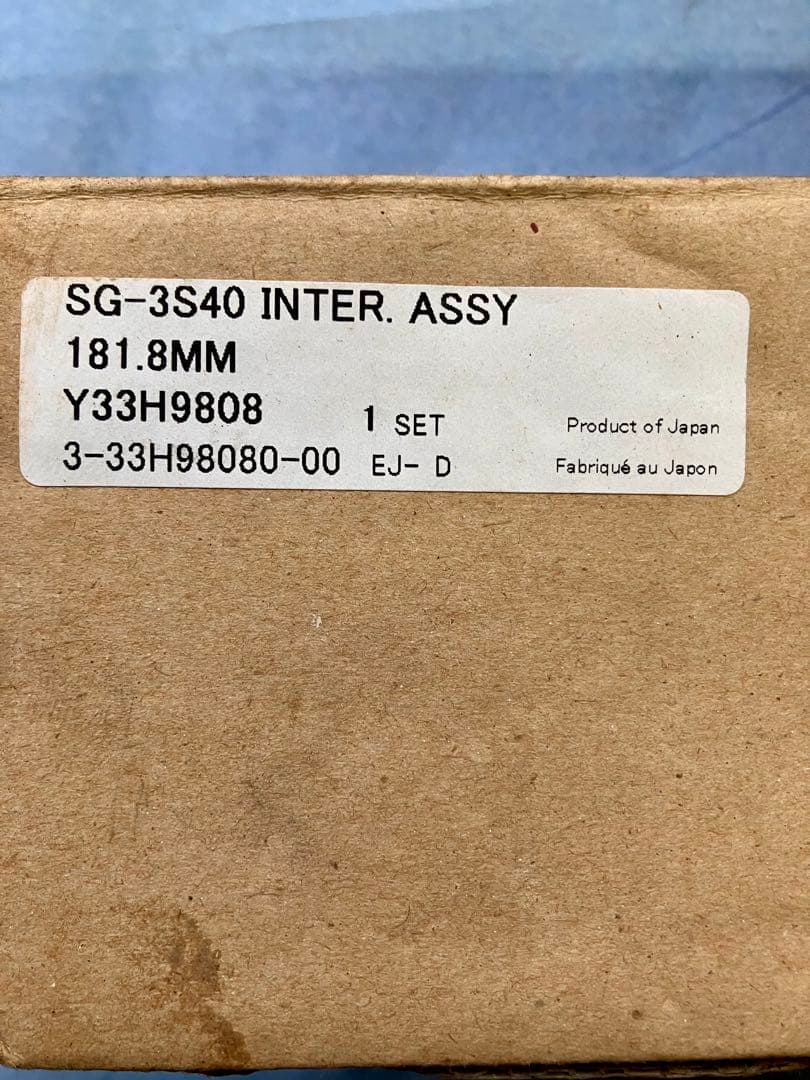 SG-3S40 INTER. ASSY
181.8MM
Y33H9808 1 SET Product of Japan
3-33H98080-00 EJ- D Fabriqué au Japon